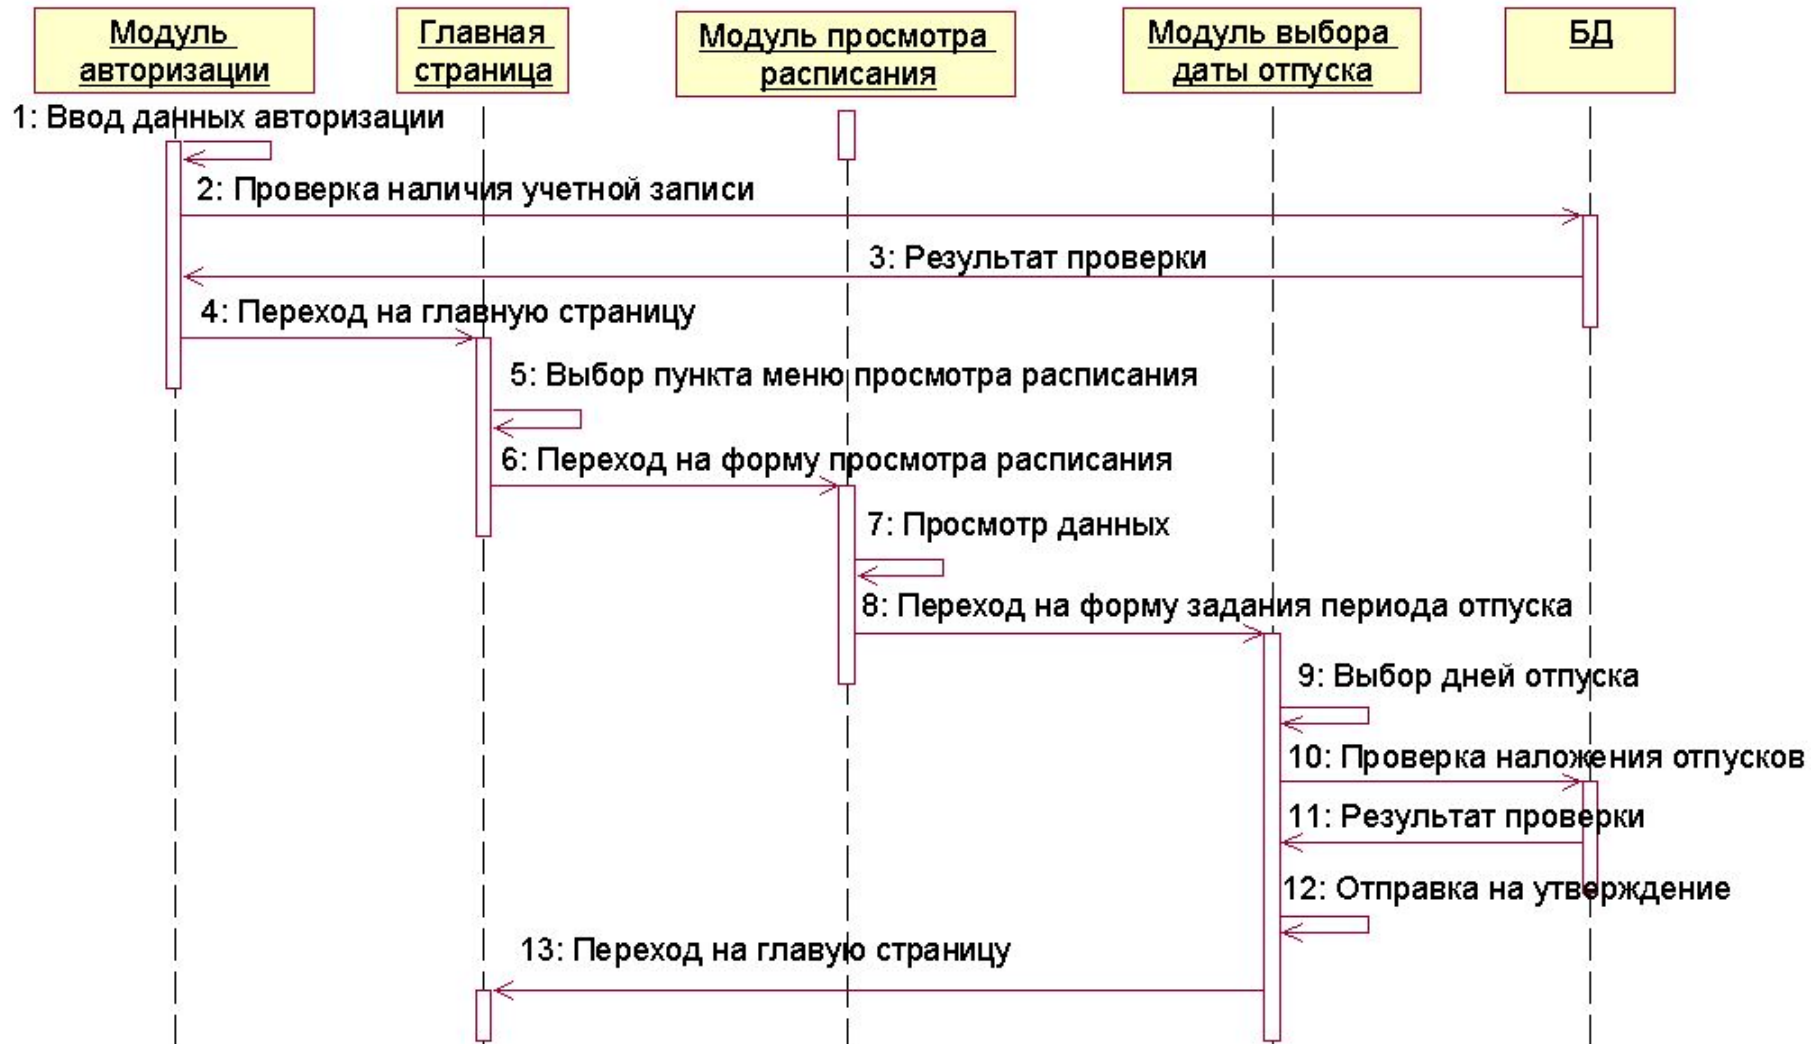 Модуль
авторизации
Главная
страница
Модуль просмотра
расписания
Модуль выбора
даты отпуска
БД
1: Ввод данных авторизации
2: Проверка наличия учетной записи
3: Результат проверки
4: Переход на главную страницу
5: Выбор пункта меню просмотра расписания
6: Переход на форму просмотра расписания
7: Просмотр данных
8: Переход на форму задания периода отпуска
9: Выбор дней отпуска
10: Проверка наложения отпусков
11: Результат проверки
12: Отправка на утверждение
13: Переход на главую страницу